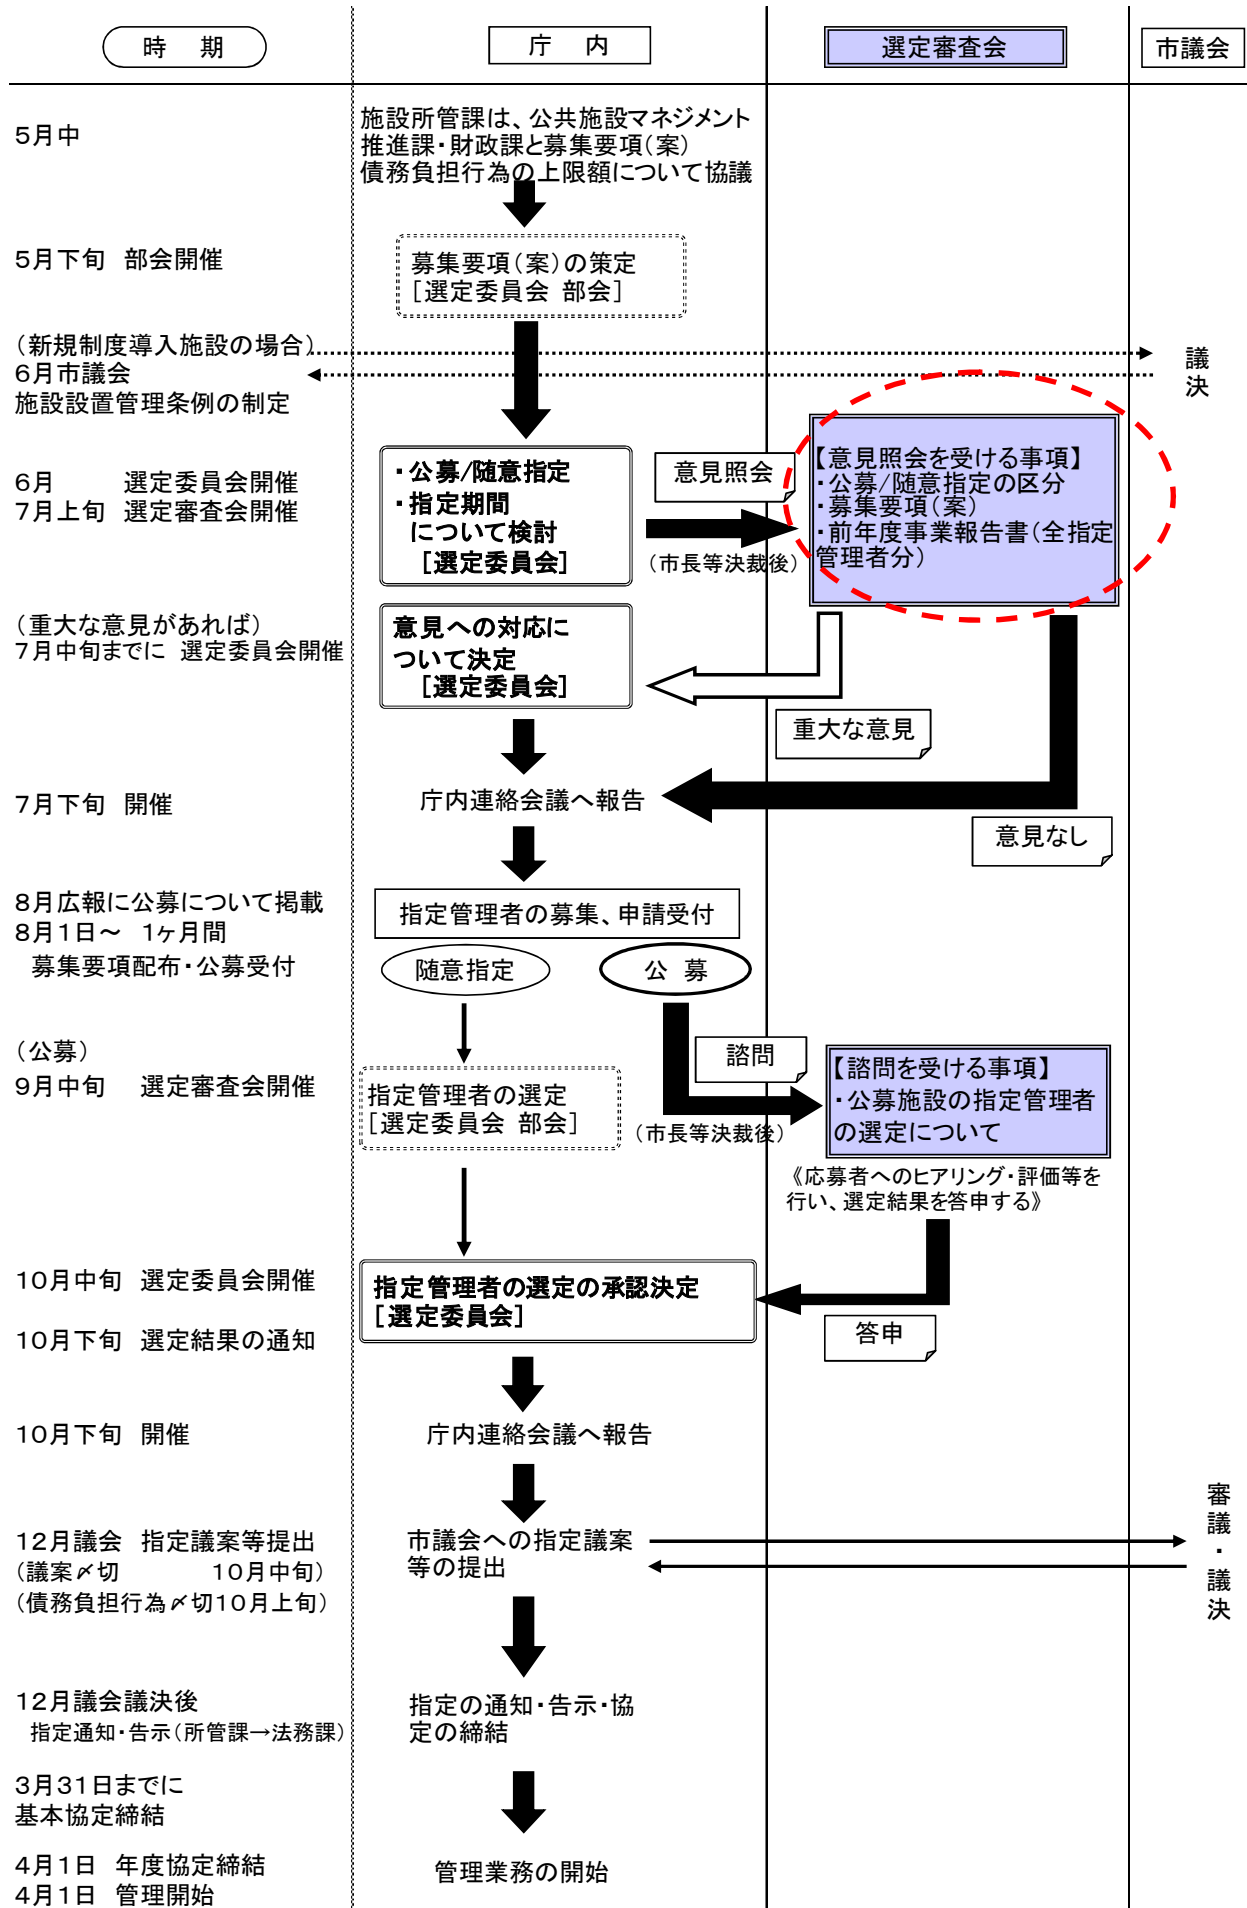 時　期
庁　内
選定審査会
市議会
5月中
施設所管課は、公共施設マネジメント
推進課・財政課と募集要項（案）
債務負担行為の上限額について協議
5月下旬　部会開催
募集要項（案）の策定
［選定委員会 部会］
（新規制度導入施設の場合）
6月市議会
施設設置管理条例の制定
議決
6月　　　選定委員会開催
7月上旬　選定審査会開催
・公募/随意指定
・指定期間
について検討
［選定委員会］
意見照会
（市長等決裁後）
【意見照会を受ける事項】
・公募/随意指定の区分
・募集要項（案）
・前年度事業報告書（全指定
管理者分）
（重大な意見があれば）
7月中旬までに 選定委員会開催
意見への対応に
ついて決定
［選定委員会］
重大な意見
7月下旬　開催
庁内連絡会議へ報告
意見なし
8月広報に公募について掲載
8月1日～　1ヶ月間
募集要項配布・公募受付
指定管理者の募集、申請受付
随意指定
公 募
（公募）
9月中旬　選定審査会開催
指定管理者の選定
［選定委員会 部会］
諮問
（市長等決裁後）
【諮問を受ける事項】
・公募施設の指定管理者
の選定について
《応募者へのヒアリング・評価等を
行い、選定結果を答申する》
10月中旬　選定委員会開催
10月下旬　選定結果の通知
指定管理者の選定の承認決定
［選定委員会］
答申
10月下旬　開催
庁内連絡会議へ報告
12月議会　指定議案等提出
（議案〆切　　　　10月中旬）
（債務負担行為〆切10月上旬）
市議会への指定議案
等の提出
審議・議決
12月議会議決後
指定通知・告示（所管課→法務課）
指定の通知・告示・協
定の締結
3月31日までに
基本協定締結
4月1日　年度協定締結
4月1日　管理開始
管理業務の開始